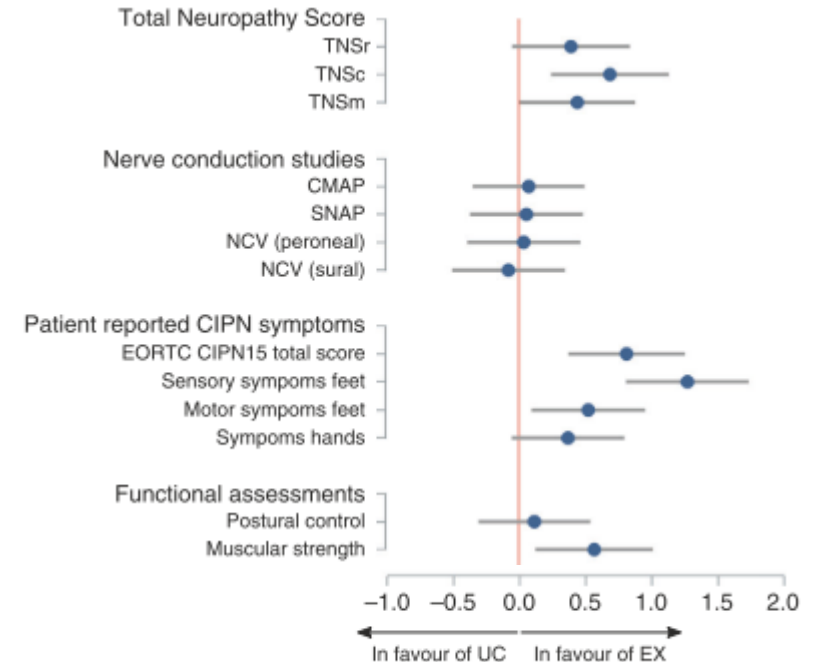 Total Neuropathy Score
TNSr
TNSc
TNSm
Nerve conduction studies
CMAP
SNAP
NCV (peroneal)
NCV (sural)
Patient reported CIPN symptoms
EORTC CIPN15 total score
Sensory sympoms feet
Motor sympoms feet
Sympoms hands
Functional assessments
Postural control
Muscular strength
–1.0 –0.5 0.0 0.5 1.0 1.5 2.0
In favour of UC In favour of EX